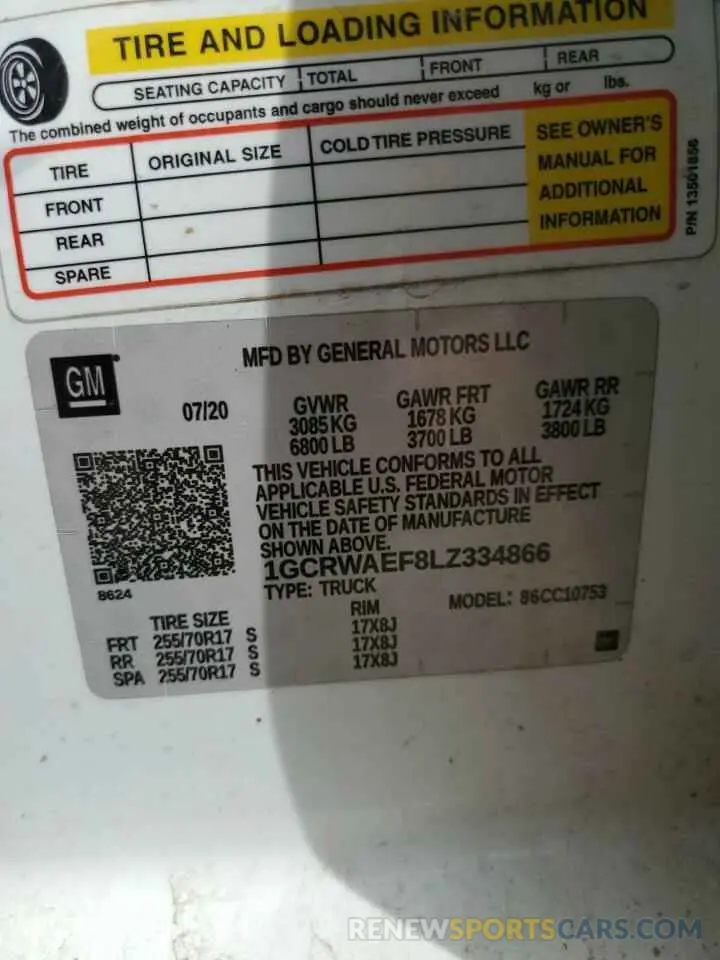 TIRE AND LOADING INFORMATION
SEATING CAPACITY TOTAL FRONT REAR
The combined weight of occupants and cargo should never exceed kg or lbs.
TIRE ORIGINAL SIZE COLD TIRE PRESSURE SEE OWNER'S
MANUAL FOR
ADDITIONAL
INFORMATION
FRONT
REAR
SPARE
P/N 13501856
GM
MFD BY GENERAL MOTORS LLC
07/20 GVWR GAWR FRT GAWR RR
3085 KG 1678 KG 1724 KG
6800 LB 3700 LB 3800 LB
THIS VEHICLE CONFORMS TO ALL
APPLICABLE U.S. FEDERAL MOTOR
VEHICLE SAFETY STANDARDS IN EFFECT
ON THE DATE OF MANUFACTURE
SHOWN ABOVE.
1GCRWAEF8LZ334866
8624
TYPE: TRUCK MODEL: 86CC10753
TIRE SIZE RIM
FRT 255/70R17 S 17X8J
RR 255/70R17 S 17X8J
SPA 255/70R17 S 17X8J
RENEWSPORTSCARS.COM